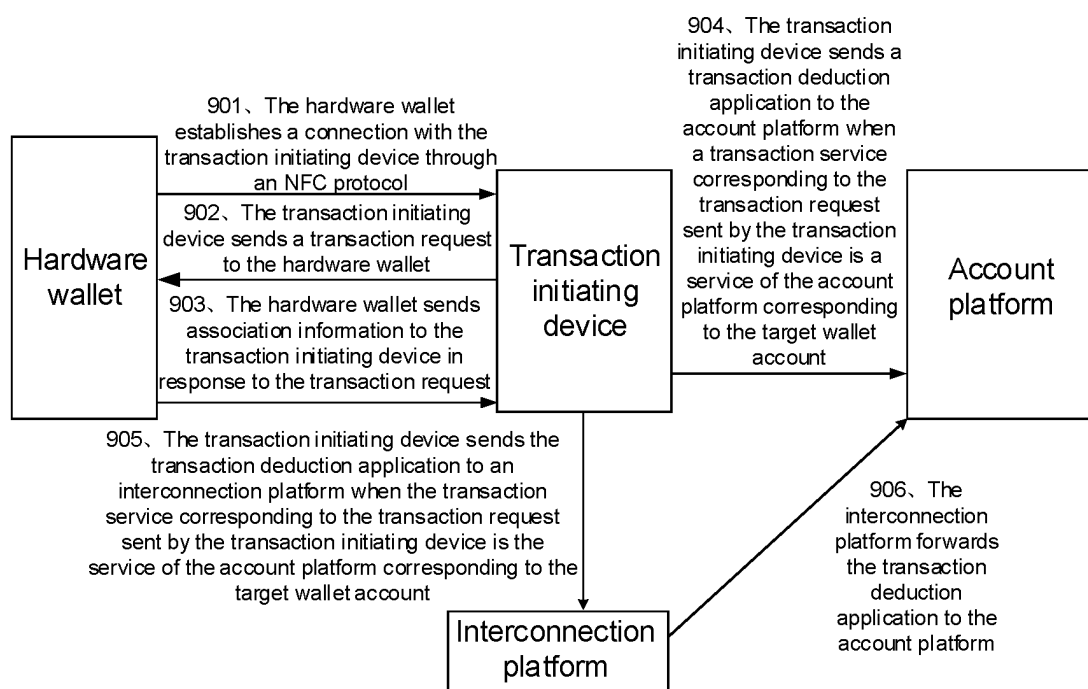 901、The hardware wallet
establishes a connection with the
transaction initiating device through
an NFC protocol
902、The transaction initiating
device sends a transaction request
to the hardware wallet
903、The hardware wallet sends
association information to the
transaction initiating device in
response to the transaction request
Hardware
wallet
Transaction
initiating
device
904、The transaction
initiating device sends a
transaction deduction
application to the
account platform when
a transaction service
corresponding to the
transaction request
sent by the transaction
initiating device is a
service of the account
platform corresponding
to the target wallet
account
Account
platform
905、The transaction initiating device sends the
transaction deduction application to an
interconnection platform when the transaction
service corresponding to the transaction request
sent by the transaction initiating device is the
service of the account platform corresponding to the
target wallet account
906、The
interconnection
platform forwards
the transaction
deduction
application to the
account platform
Interconnection
platform